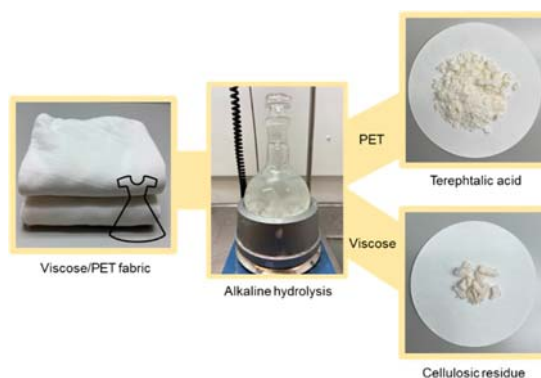 PET
Terephtalic acid
Viscose/PET fabric
Alkaline hydrolysis
Viscose
Cellulosic residue